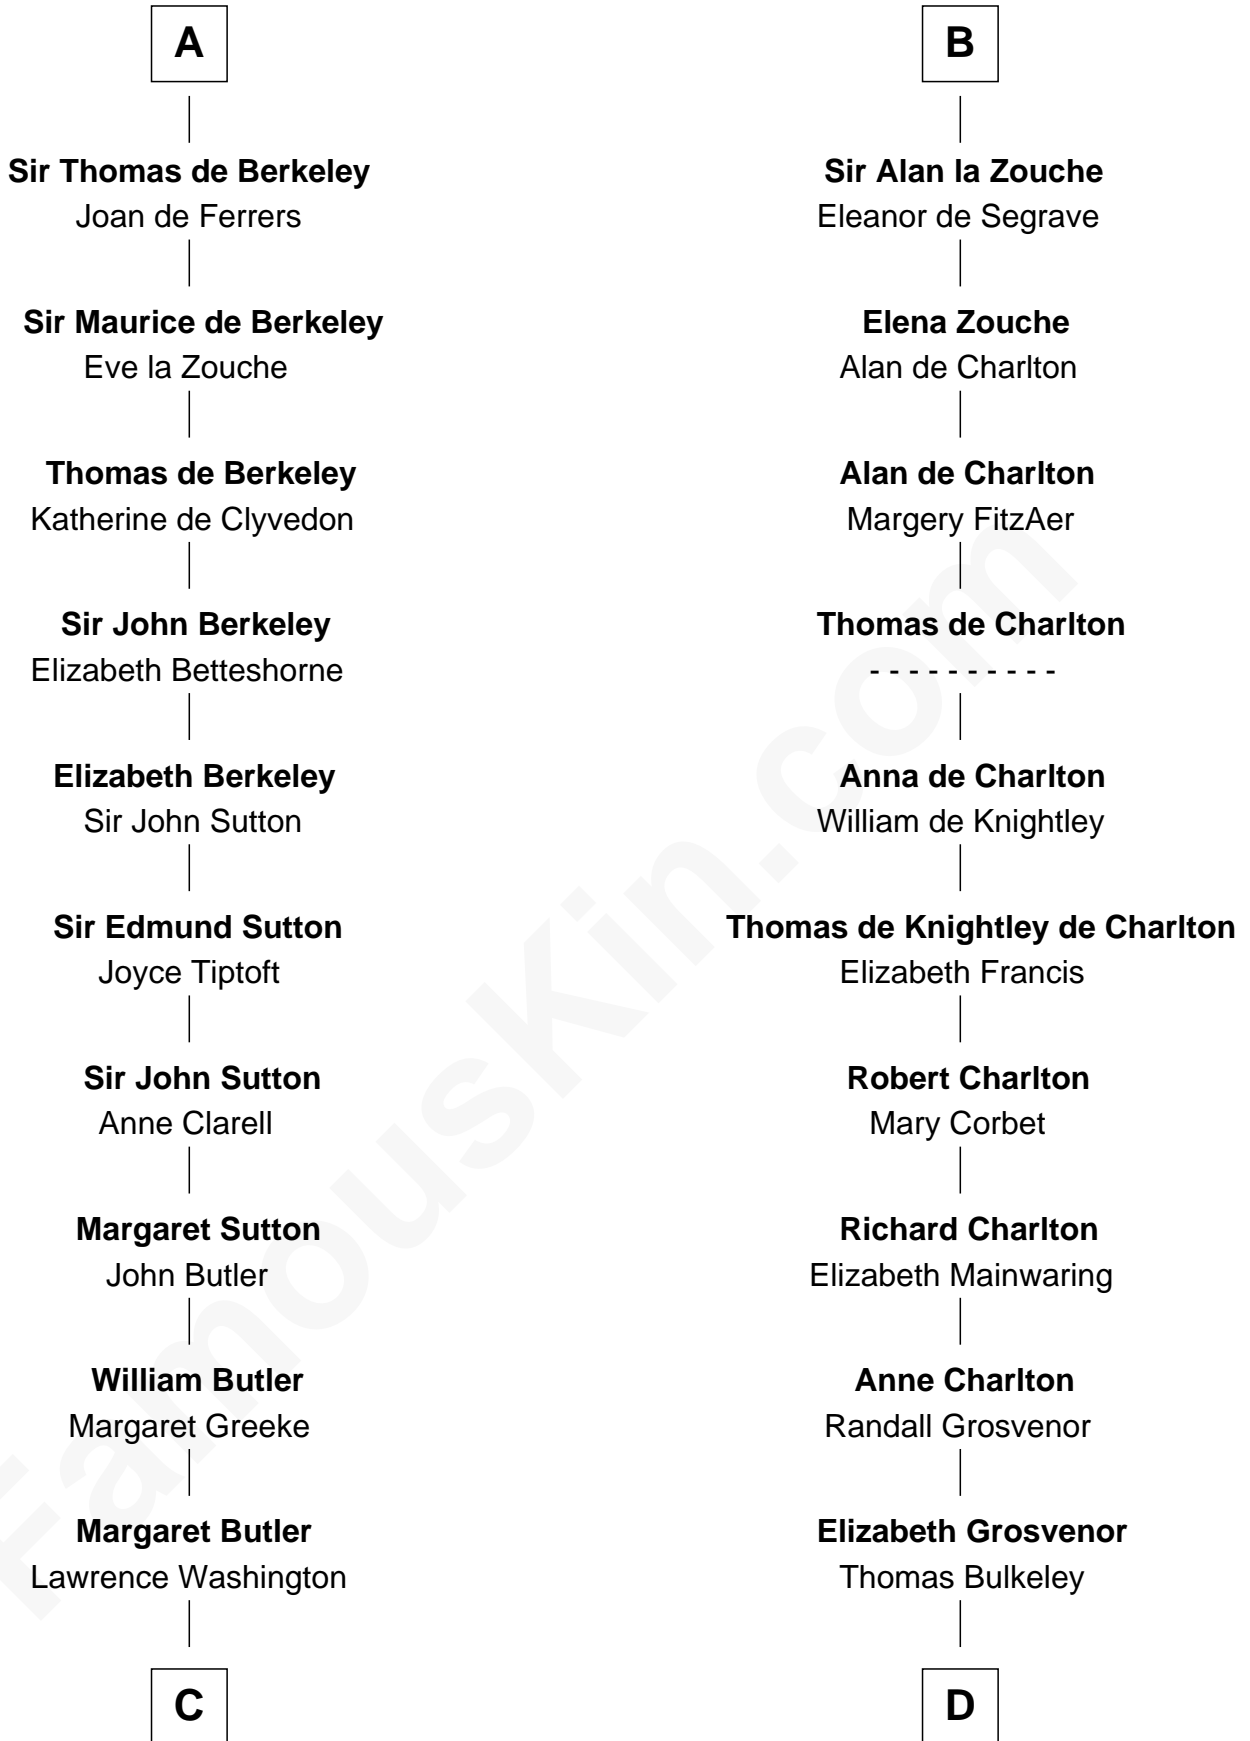 A
B
Sir Thomas de Berkeley
Joan de Ferrers
Sir Alan la Zouche
Eleanor de Segrave
Sir Maurice de Berkeley
Eve la Zouche
Elena Zouche
Alan de Charlton
Thomas de Berkeley
Katherine de Clyvedon
Alan de Charlton
Margery FitzAer
Sir John Berkeley
Elizabeth Betteshorne
Thomas de Charlton
- - - - - - - - - -
Elizabeth Berkeley
Sir John Sutton
Anna de Charlton
William de Knightley
Sir Edmund Sutton
Joyce Tiptoft
Thomas de Knightley de Charlton
Elizabeth Francis
Sir John Sutton
Anne Clarell
Robert Charlton
Mary Corbet
Margaret Sutton
John Butler
Richard Charlton
Elizabeth Mainwaring
William Butler
Margaret Greeke
Anne Charlton
Randall Grosvenor
Margaret Butler
Lawrence Washington
Elizabeth Grosvenor
Thomas Bulkeley
C
D
FamousKin.com